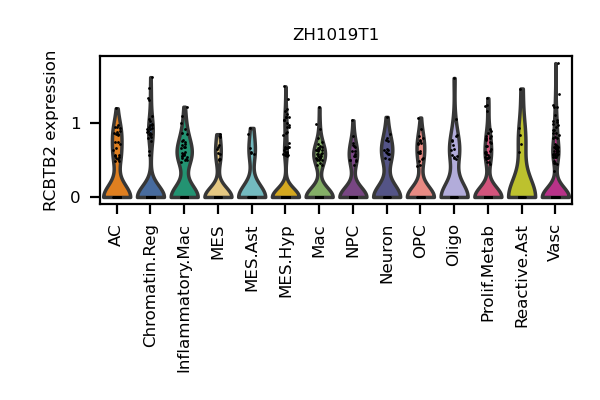 ZH1019T1
RCBTB2 expression
1
0
AC
Chromatin.Reg
Inflammatory.Mac
MES
MES.Ast
MES.Hyp
Mac
NPC
Neuron
OPC
Oligo
Prolif.Metab
Reactive.Ast
Vasc